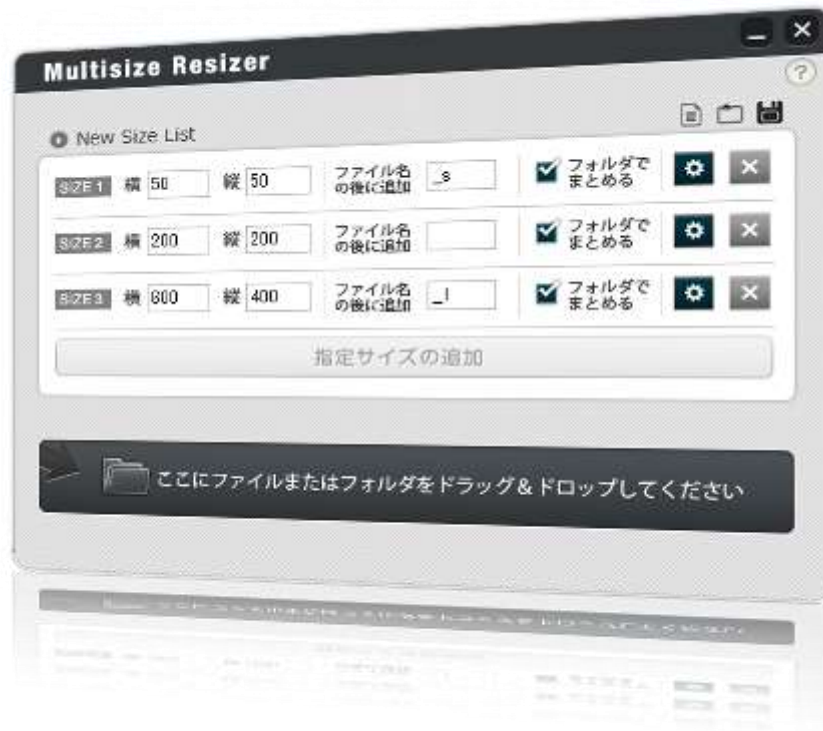 Multisize Resizer
?
New Size List
SIZE 1 横 50 縦 50 ファイル名の後に追加 _s フォルダでまとめる
SIZE 2 横 200 縦 200 ファイル名の後に追加 フォルダでまとめる
SIZE 3 横 600 縦 400 ファイル名の後に追加 _l フォルダでまとめる
指定サイズの追加
ここにファイルまたはフォルダをドラッグ&ドロップしてください